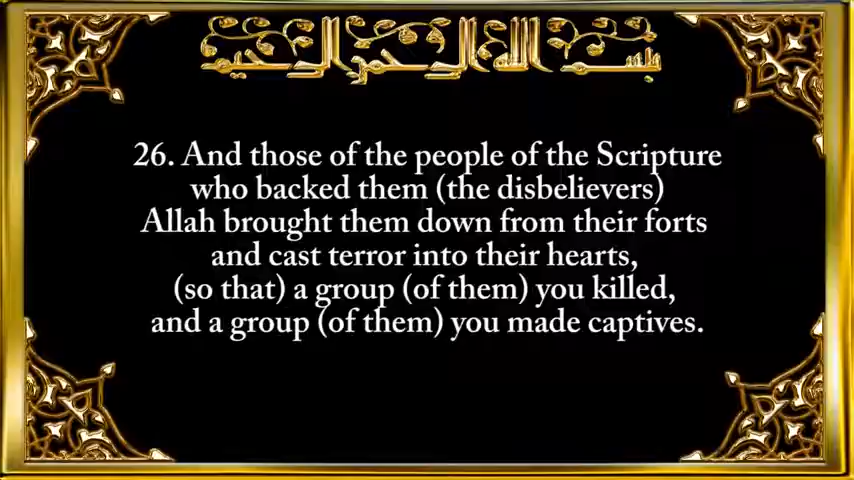 بسم الله الرحمن الرحيم
26. And those of the people of the Scripture
who backed them (the disbelievers)
Allah brought them down from their forts
and cast terror into their hearts,
(so that) a group (of them) you killed,
and a group (of them) you made captives.